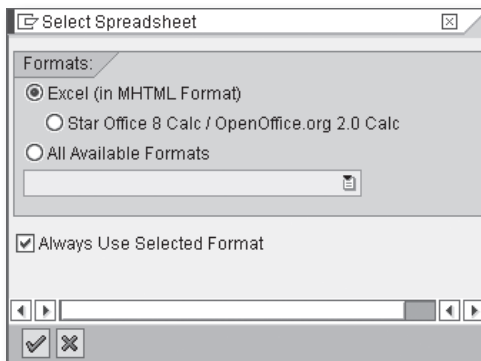 Select Spreadsheet
Formats:
Excel (in MHTML Format)
Star Office 8 Calc / OpenOffice.org 2.0 Calc
All Available Formats
Always Use Selected Format